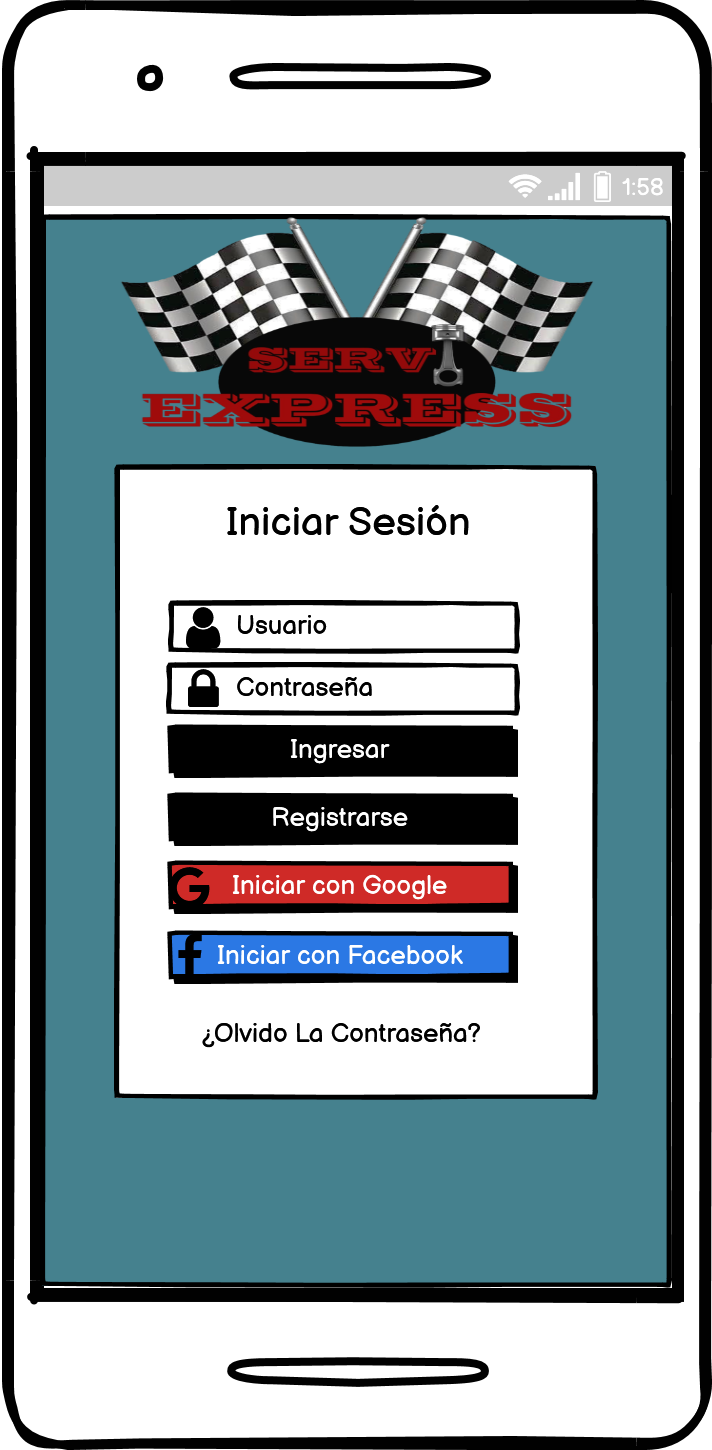 1:58
SERVI
EXPRESS
Iniciar Sesión
Usuario
Contraseña
Ingresar
Registrarse
Iniciar con Google
Iniciar con Facebook
¿Olvido La Contraseña?